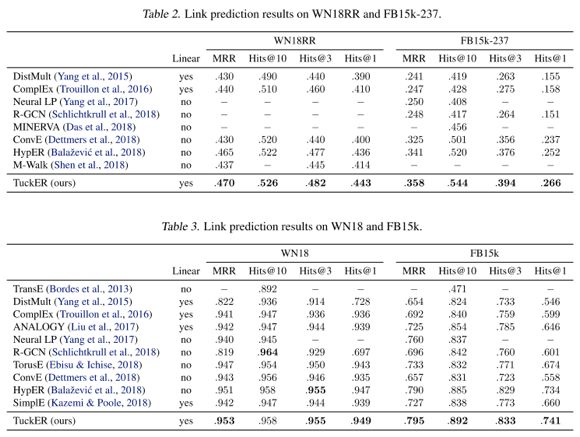 Table 2. Link prediction results on WN18RR and FB15k-237.
WN18RR FB15k-237
Linear MRR Hits@10 Hits@3 Hits@1 MRR Hits@10 Hits@3 Hits@1
DistMult (Yang et al., 2015) yes .430 .490 .440 .390 .241 .419 .263 .155
ComplEx (Trouillon et al., 2016) yes .440 .510 .460 .410 .247 .428 .275 .158
Neural LP (Yang et al., 2017) no − − − − .250 .408 − −
R-GCN (Schlichtkrull et al., 2018) no − − − − .248 .417 .264 .151
MINERVA (Das et al., 2018) no − − − − − .456 − −
ConvE (Dettmers et al., 2018) no .430 .520 .440 .400 .325 .501 .356 .237
HypER (Balažević et al., 2018) no .465 .522 .477 .436 .341 .520 .376 .252
M-Walk (Shen et al., 2018) no .437 − .445 .414 − − − −
TuckER (ours) yes .470 .526 .482 .443 .358 .544 .394 .266
Table 3. Link prediction results on WN18 and FB15k.
WN18 FB15k
Linear MRR Hits@10 Hits@3 Hits@1 MRR Hits@10 Hits@3 Hits@1
TransE (Bordes et al., 2013) no − .892 − − − .471 − −
DistMult (Yang et al., 2015) yes .822 .936 .914 .728 .654 .824 .733 .546
ComplEx (Trouillon et al., 2016) yes .941 .947 .936 .936 .692 .840 .759 .599
ANALOGY (Liu et al., 2017) yes .942 .947 .944 .939 .725 .854 .785 .646
Neural LP (Yang et al., 2017) no .940 .945 − − .760 .837 − −
R-GCN (Schlichtkrull et al., 2018) no .819 .964 .929 .697 .696 .842 .760 .601
TorusE (Ebisu & Ichise, 2018) no .947 .954 .950 .943 .733 .832 .771 .674
ConvE (Dettmers et al., 2018) no .943 .956 .946 .935 .657 .831 .723 .558
HypER (Balažević et al., 2018) no .951 .958 .955 .947 .790 .885 .829 .734
SimplE (Kazemi & Poole, 2018) yes .942 .947 .944 .939 .727 .838 .773 .660
TuckER (ours) yes .953 .958 .955 .949 .795 .892 .833 .741